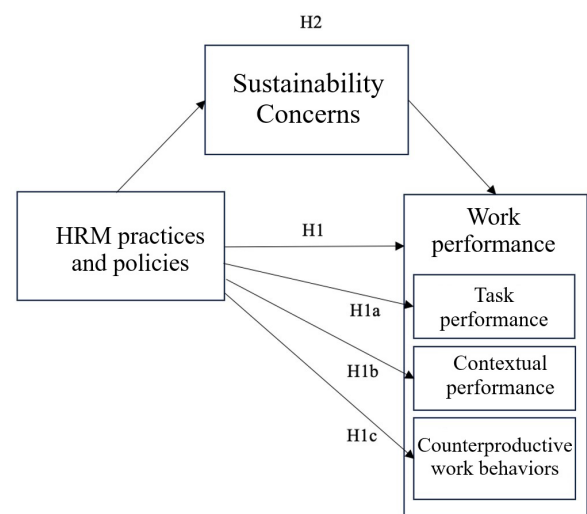 H2
Sustainability
Concerns
HRM practices
and policies
H1
Work
performance
H1a
Task
performance
H1b
Contextual
performance
H1c
Counterproductive
work behaviors